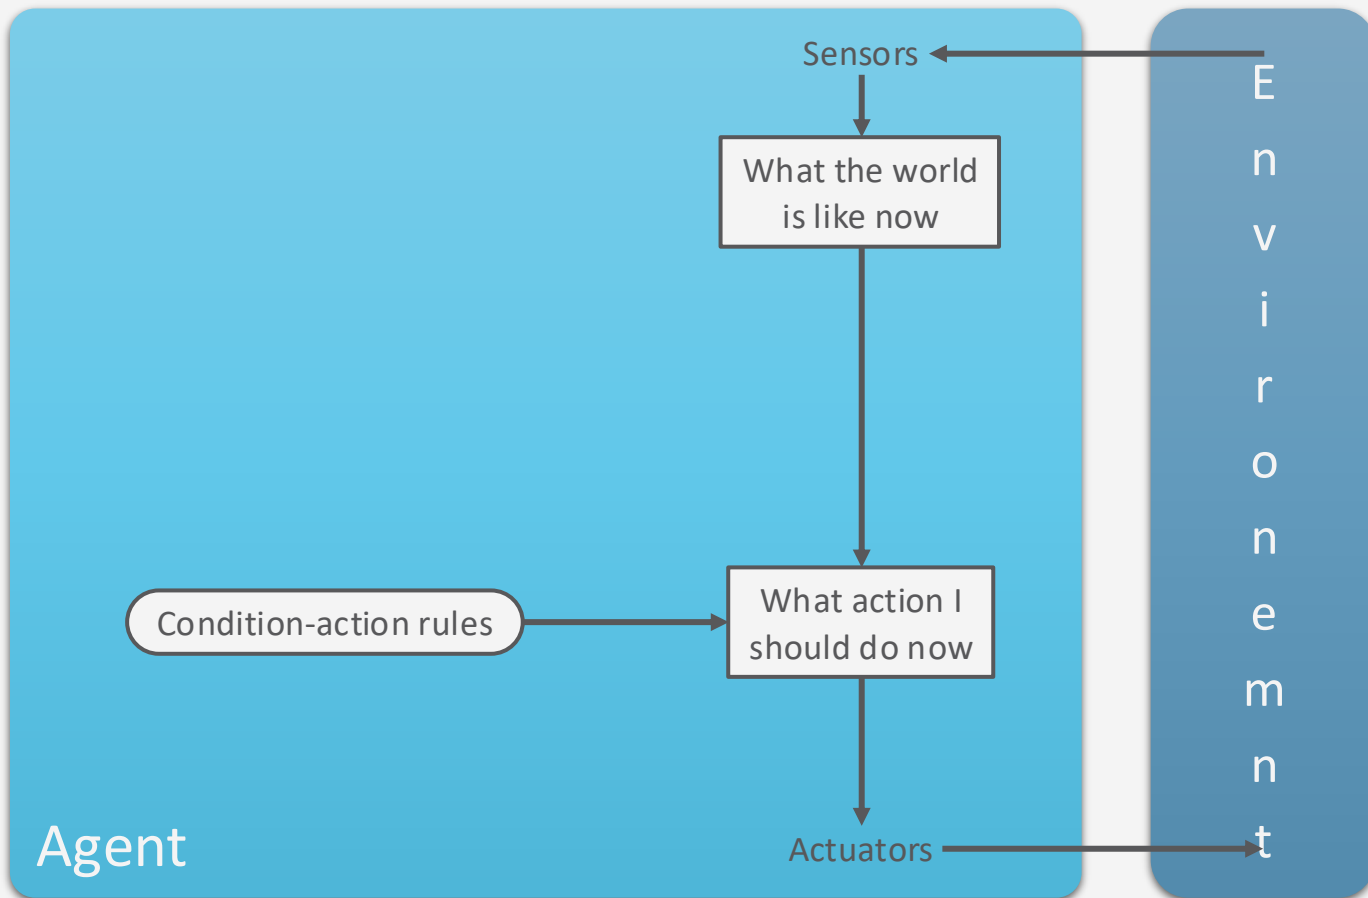 Sensors
What the world
is like now
Condition-action rules
What action I
should do now
Actuators
Agent
E
n
v
i
r
o
n
e
m
n
t